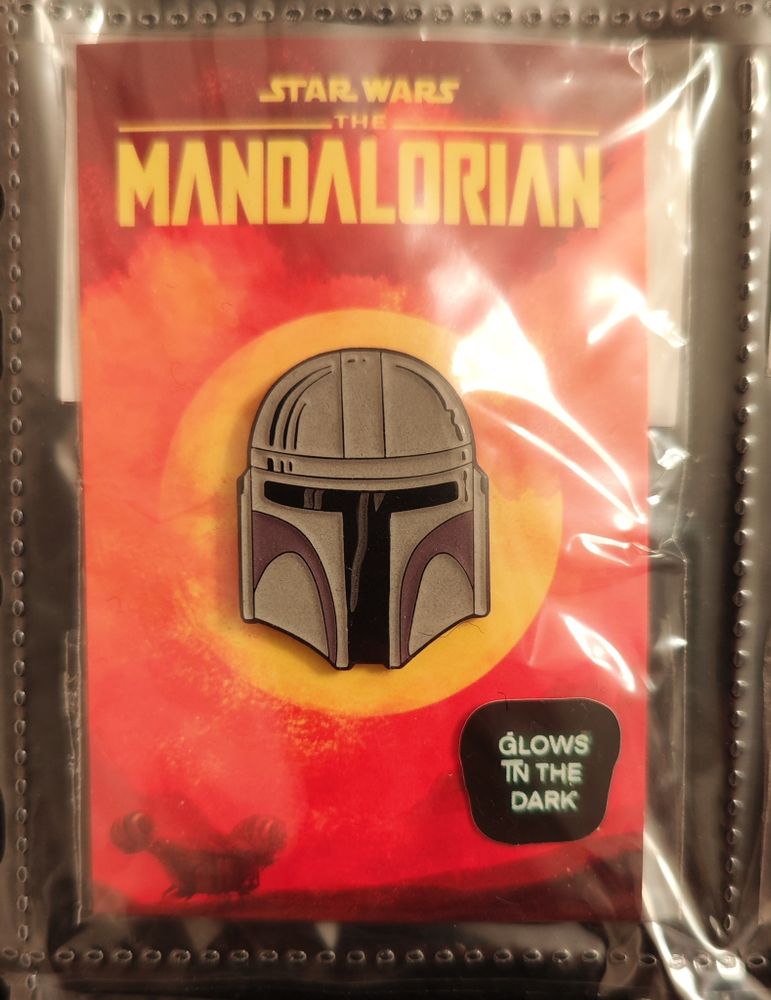 STAR WARS
THE
MANDALORIAN
GLOWS
IN THE
DARK